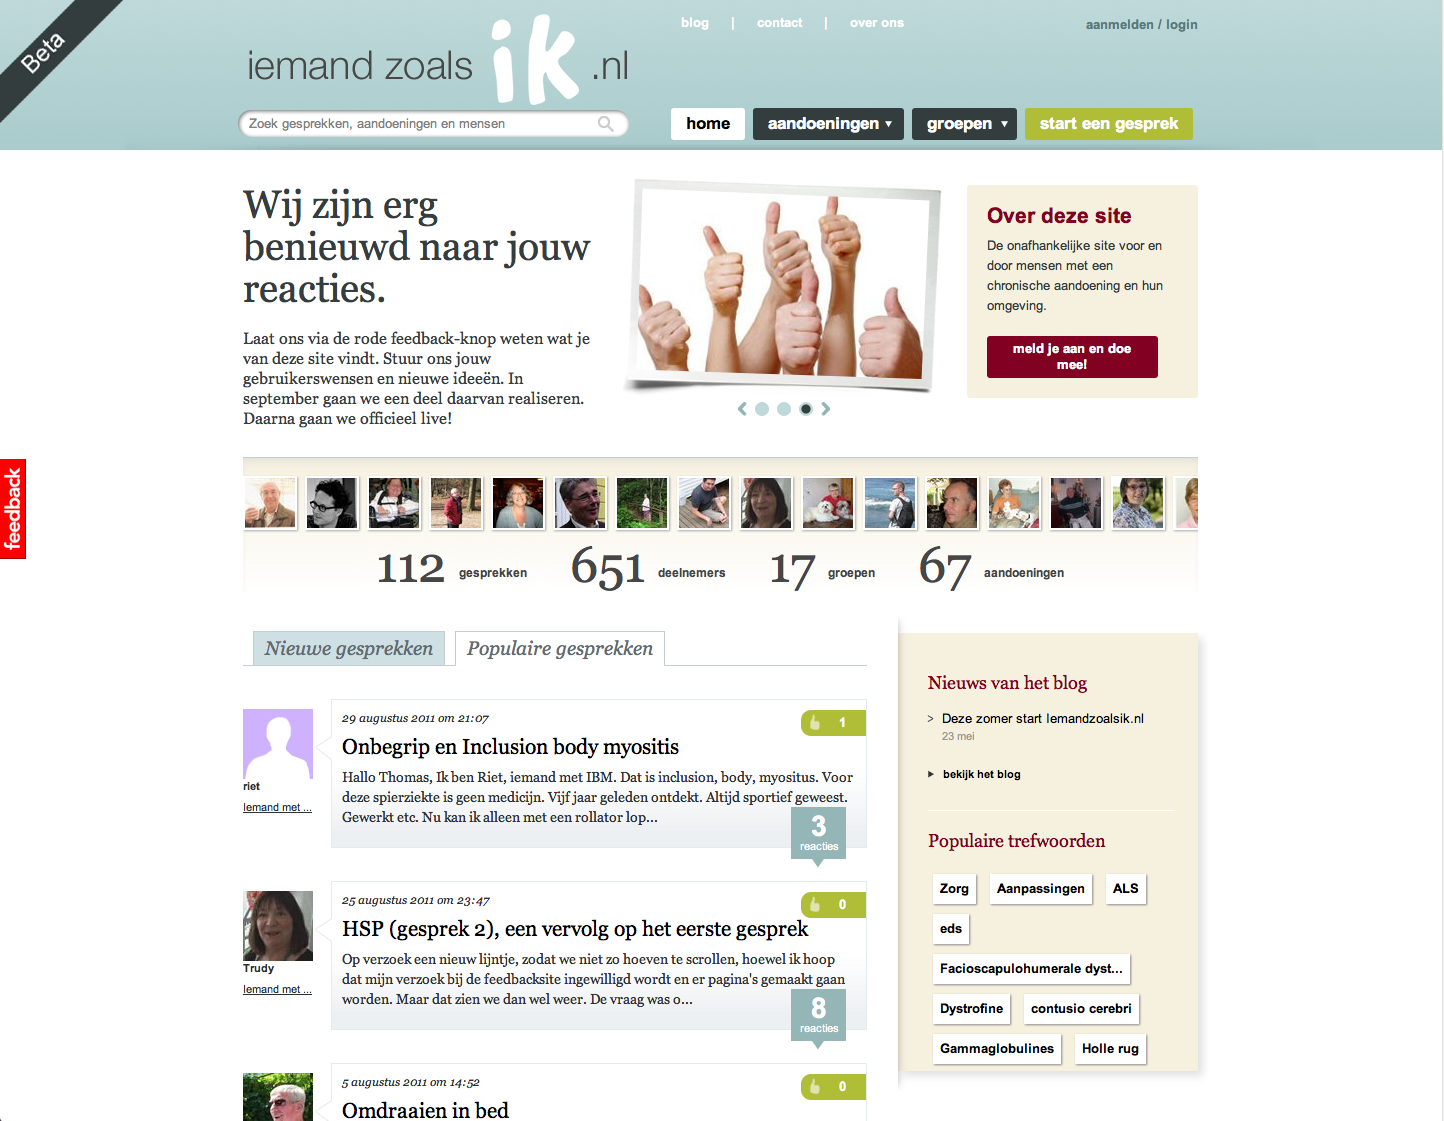 Beta
blog | contact | over ons
aanmelden / login
iemand zoals ik .nl
Zoek gesprekken, aandoeningen en mensen
home
aandoeningen ▾
groepen ▾
start een gesprek
Wij zijn erg
benieuwd naar jouw
reacties.
Laat ons via de rode feedback-knop weten wat je
van deze site vindt. Stuur ons jouw
gebruikerswensen en nieuwe ideeën. In
september gaan we een deel daarvan realiseren.
Daarna gaan we officieel live!
Over deze site
De onafhankelijke site voor en
door mensen met een
chronische aandoening en hun
omgeving.
meld je aan en doe
mee!
feedback
112 gesprekken
651 deelnemers
17 groepen
67 aandoeningen
Nieuwe gesprekken
Populaire gesprekken
riet
Iemand met ...
29 augustus 2011 om 21:07
1
Onbegrip en Inclusion body myositis
Hallo Thomas, Ik ben Riet, iemand met IBM. Dat is inclusion, body, myositus. Voor
deze spierziekte is geen medicijn. Vijf jaar geleden ontdekt. Altijd sportief geweest.
Gewerkt etc. Nu kan ik alleen met een rollator lop...
3
reacties
Trudy
Iemand met ...
25 augustus 2011 om 23:47
0
HSP (gesprek 2), een vervolg op het eerste gesprek
Op verzoek een nieuw lijntje, zodat we niet zo hoeven te scrollen, hoewel ik hoop
dat mijn verzoek bij de feedbacksite ingewilligd wordt en er pagina's gemaakt gaan
worden. Maar dat zien we dan wel weer. De vraag was o...
8
reacties
5 augustus 2011 om 14:52
0
Omdraaien in bed
Nieuws van het blog
> Deze zomer start Iemandzoalsik.nl
23 mei
bekijk het blog
Populaire trefwoorden
Zorg
Aanpassingen
ALS
eds
Facioscapulohumerale dyst...
Dystrofine
contusio cerebri
Gammaglobulines
Holle rug